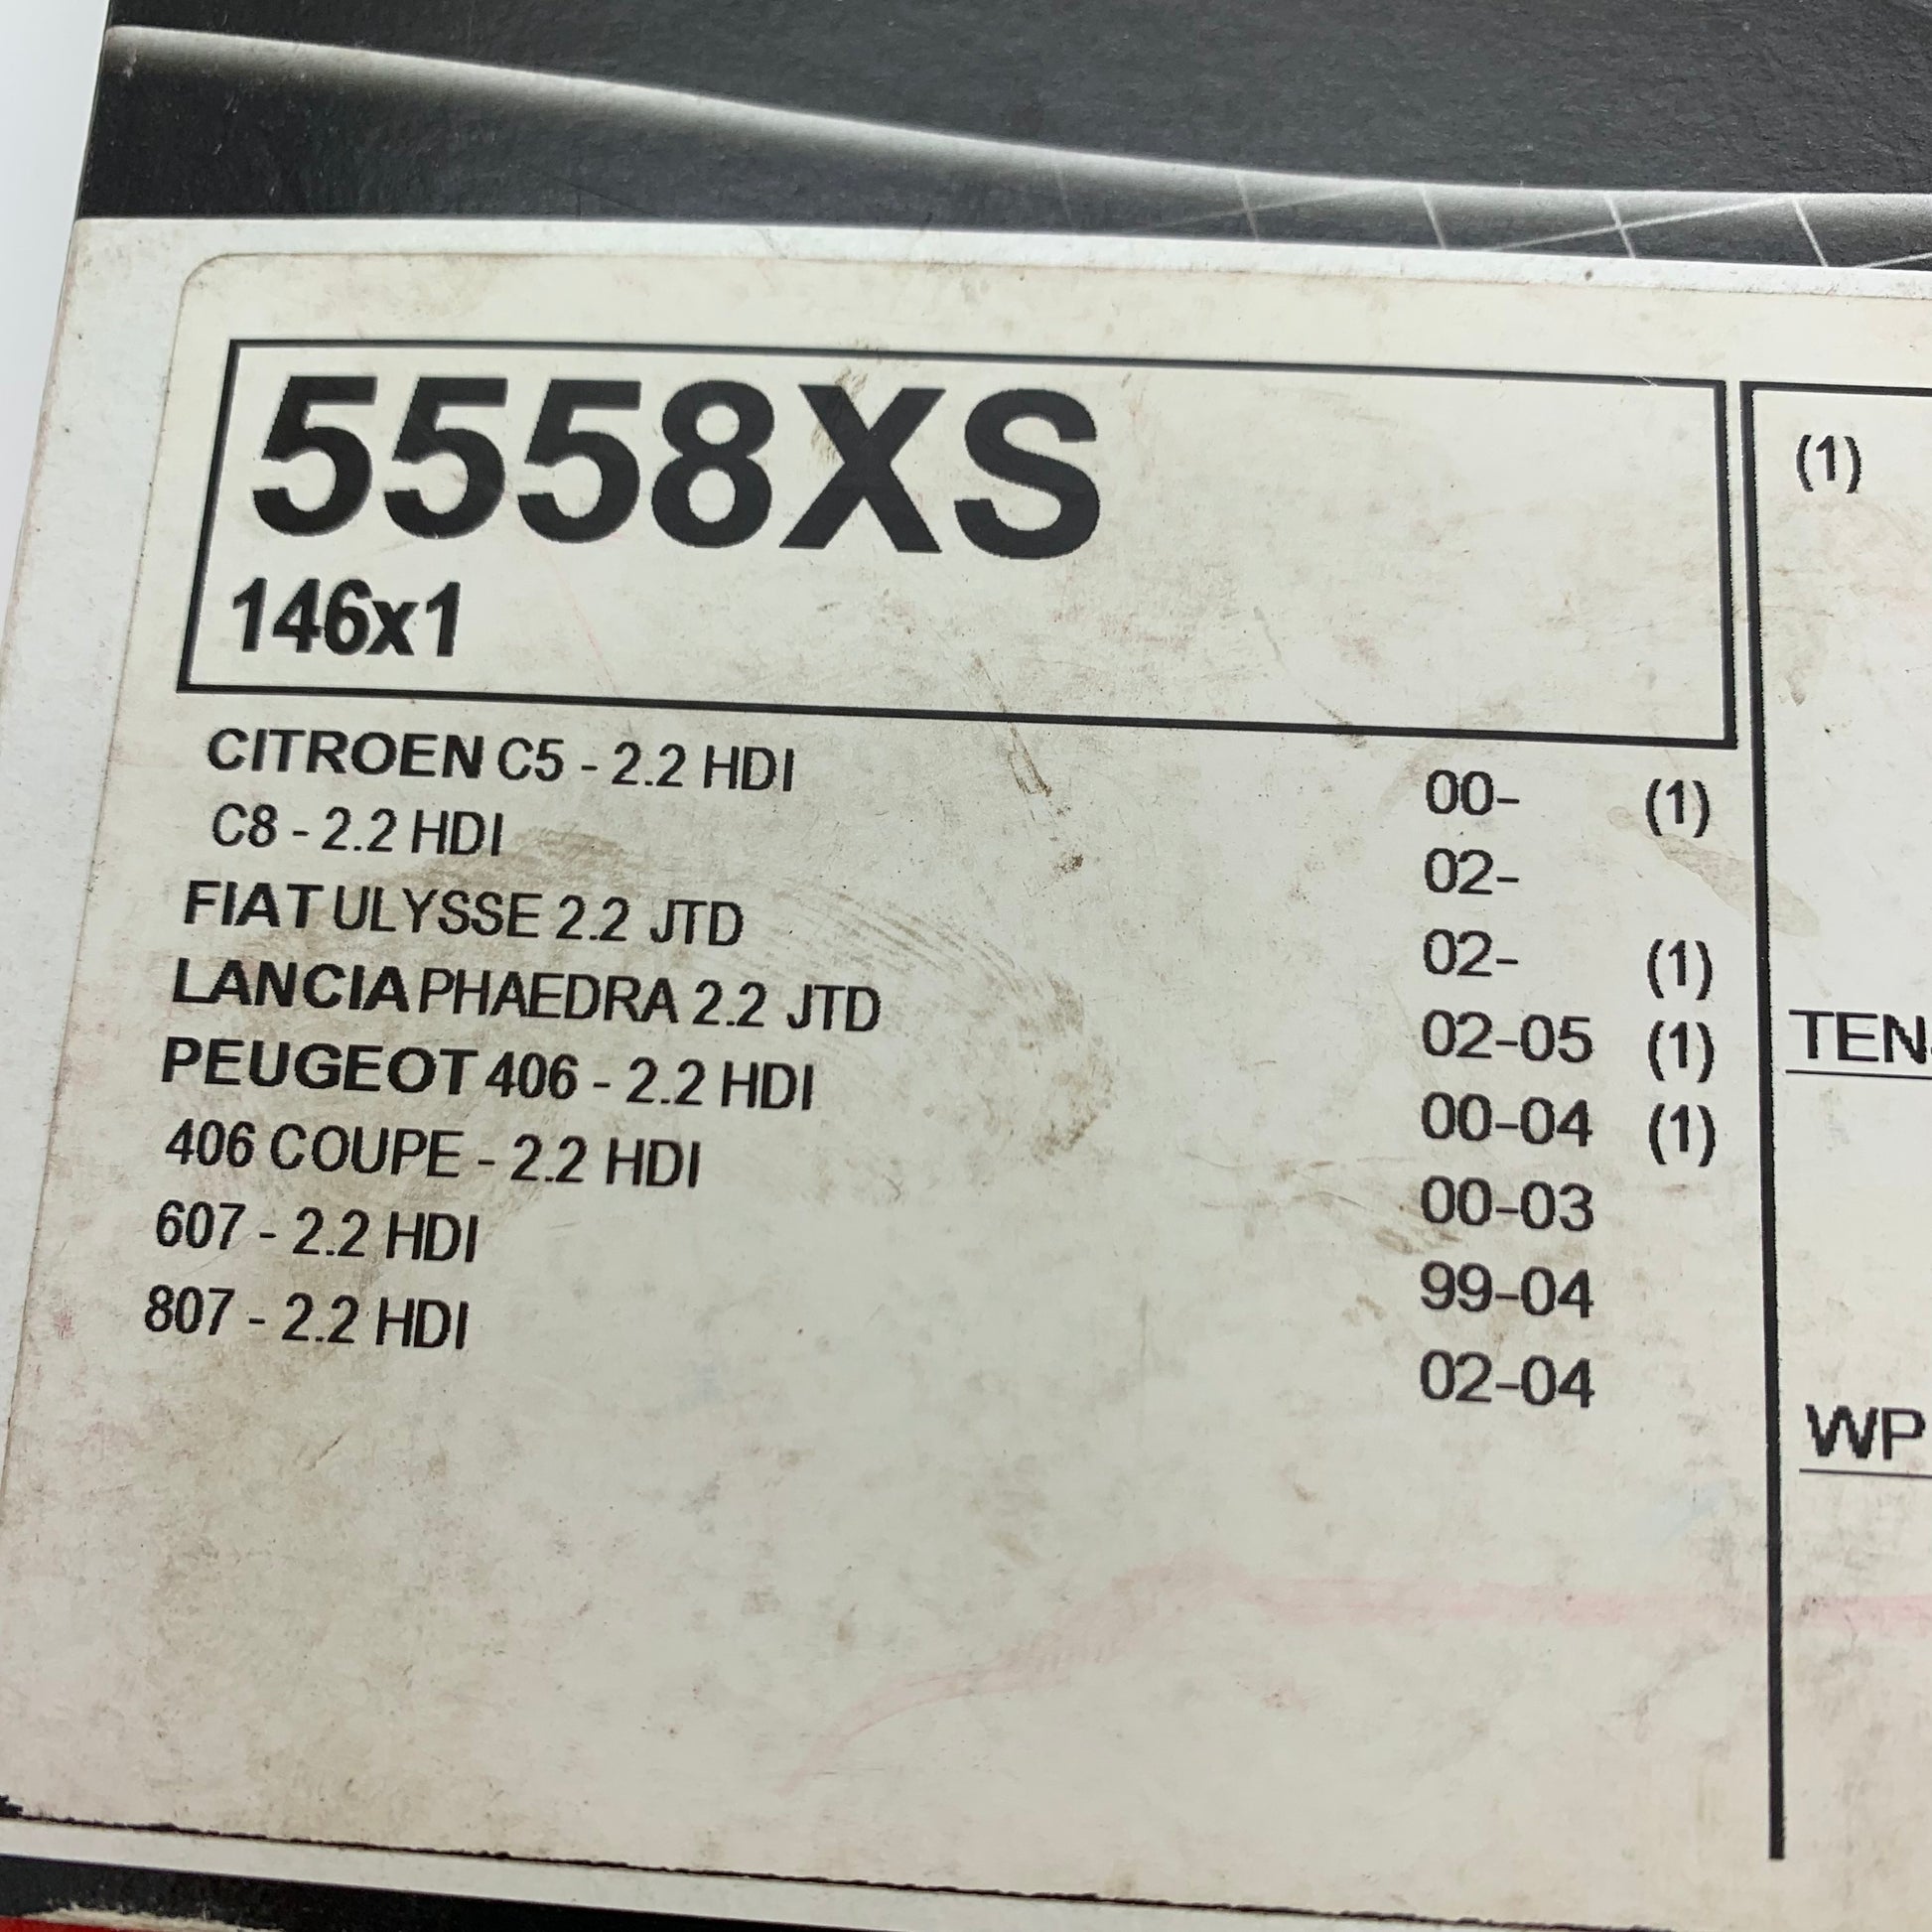 5558XS
146x1
CITROEN C5 - 2.2 HDI 00- (1)
C8 - 2.2 HDI 02-
FIAT ULYSSE 2.2 JTD 02- (1)
LANCIA PHAEDRA 2.2 JTD 02-05 (1)
PEUGEOT 406 - 2.2 HDI 00-04 (1)
406 COUPE - 2.2 HDI 00-03
607 - 2.2 HDI 99-04
807 - 2.2 HDI 02-04
(1)
TEN
WP